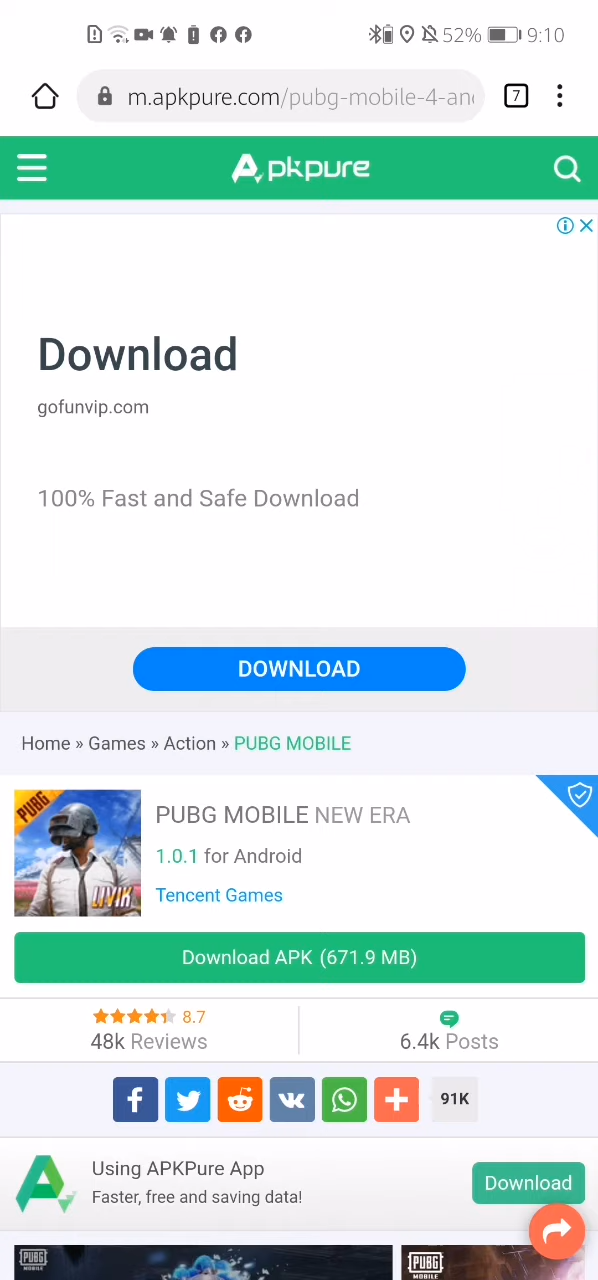 52% 9:10
m.apkpure.com/pubg-mobile-4-an
7
Apkpure
Download
gofunvip.com
100% Fast and Safe Download
DOWNLOAD
Home » Games » Action » PUBG MOBILE
PUBG
LIVIK
PUBG MOBILE NEW ERA
1.0.1 for Android
Tencent Games
Download APK (671.9 MB)
8.7
48k Reviews
6.4k Posts
91K
Using APKPure App
Faster, free and saving data!
Download
PUBG
MOBILE
PUBG
MOBILE